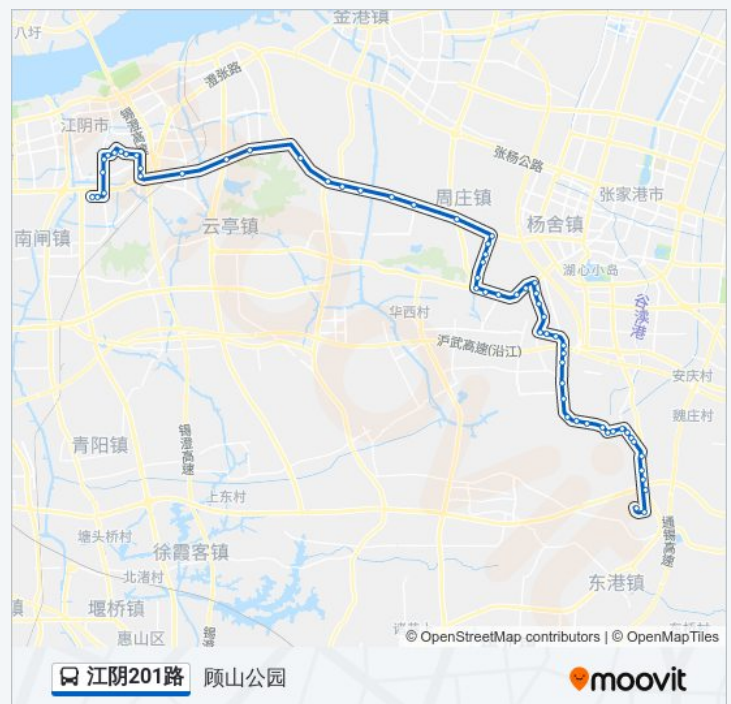 金港镇
八圩
澄张路
锡澄高速
江阴市
张杨公路
周庄镇
张家港市
杨舍镇
云亭镇
南闸镇
湖心小岛
谷渎港
华西村
沪武高速(沿江)
安庆村
魏庄村
锡澄高速
青阳镇
上东村
塘头桥村
通锡高速
徐霞客镇
北渚村
东港镇
堰桥镇
惠山区
© OpenStreetMap contributors | © OpenMapTiles
江阴201路 顾山公园
moovit